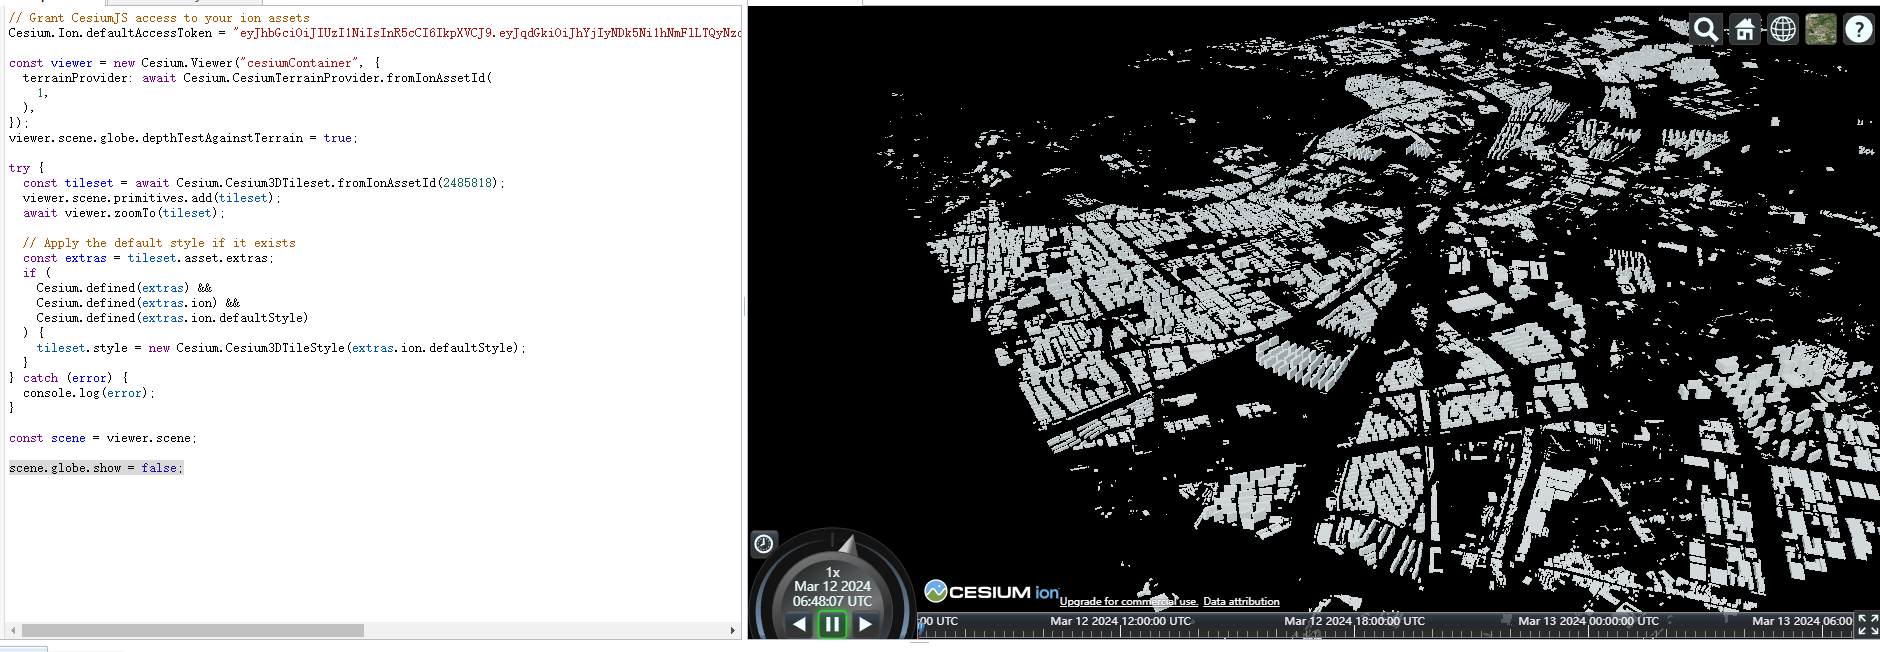 // Grant CesiumJS access to your ion assets
Cesium.Ion.defaultAccessToken = "eyJhbGciOiJIUzI1NiIsInR5cCI6IkpXVCJ9.
const viewer = new Cesium.Viewer("cesiumContainer", {
  terrainProvider: await Cesium.CesiumTerrainProvider.fromIonAssetId(
    1,
  ),
});
viewer.scene.globe.depthTestAgainstTerrain = true;
try {
  const tileset = await Cesium.Cesium3DTileset.fromIonAssetId(2485818);
  viewer.scene.primitives.add(tileset);
  await viewer.zoomTo(tileset);
  // Apply the default style if it exists
  const extras = tileset.asset.extras;
  if (
    Cesium.defined(extras) &&
    Cesium.defined(extras.ion) &&
    Cesium.defined(extras.ion.defaultStyle)
  ) {
    tileset.style = new Cesium.Cesium3DTileStyle(extras.ion.defaultStyle);
  }
} catch (error) {
  console.log(error);
}
const scene = viewer.scene;
scene.globe.show = false;
?
1x
Mar 12 2024
06:48:07 UTC
CESIUM ion
Upgrade for commercial use. Data attribution
:00 UTC
Mar 12 2024 12:00:00 UTC
Mar 12 2024 18:00:00 UTC
Mar 13 2024 00:00:00 UTC
Mar 13 2024 06:00